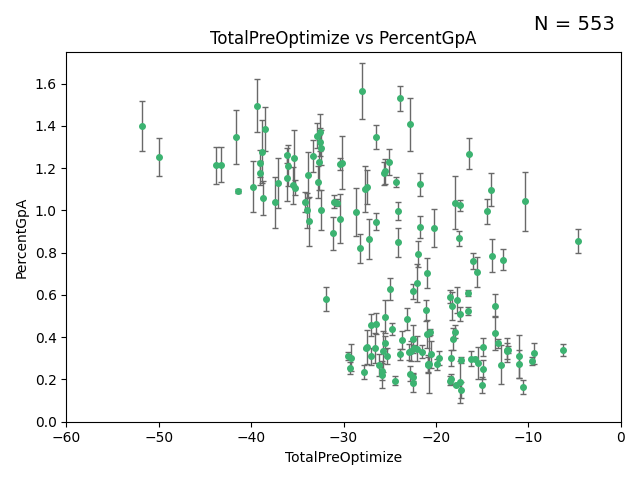 N = 553
TotalPreOptimize vs PercentGpA
1.6
1.4
1.2
1.0
0.8
0.6
0.4
0.2
0.0
PercentGpA
−60 −50 −40 −30 −20 −10 0
TotalPreOptimize